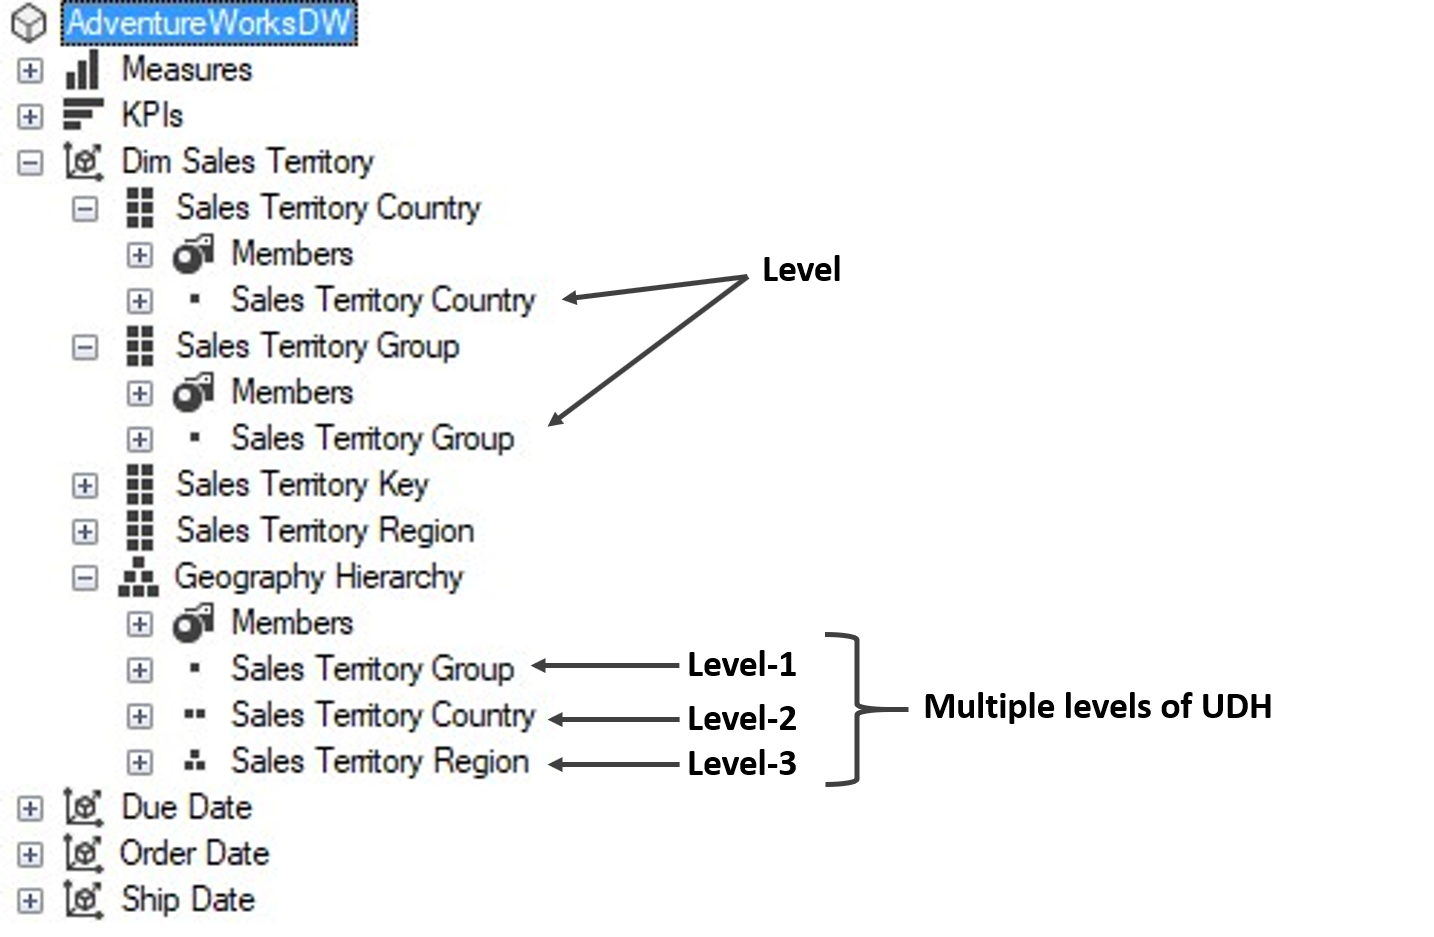 AdventureWorksDW
Measures
KPIs
Dim Sales Territory
Sales Territory Country
Members
Level
Sales Territory Country
Sales Territory Group
Members
Sales Territory Group
Sales Territory Key
Sales Territory Region
Geography Hierarchy
Members
Sales Territory Group
Level-1
Sales Territory Country
Level-2
Multiple levels of UDH
Sales Territory Region
Level-3
Due Date
Order Date
Ship Date